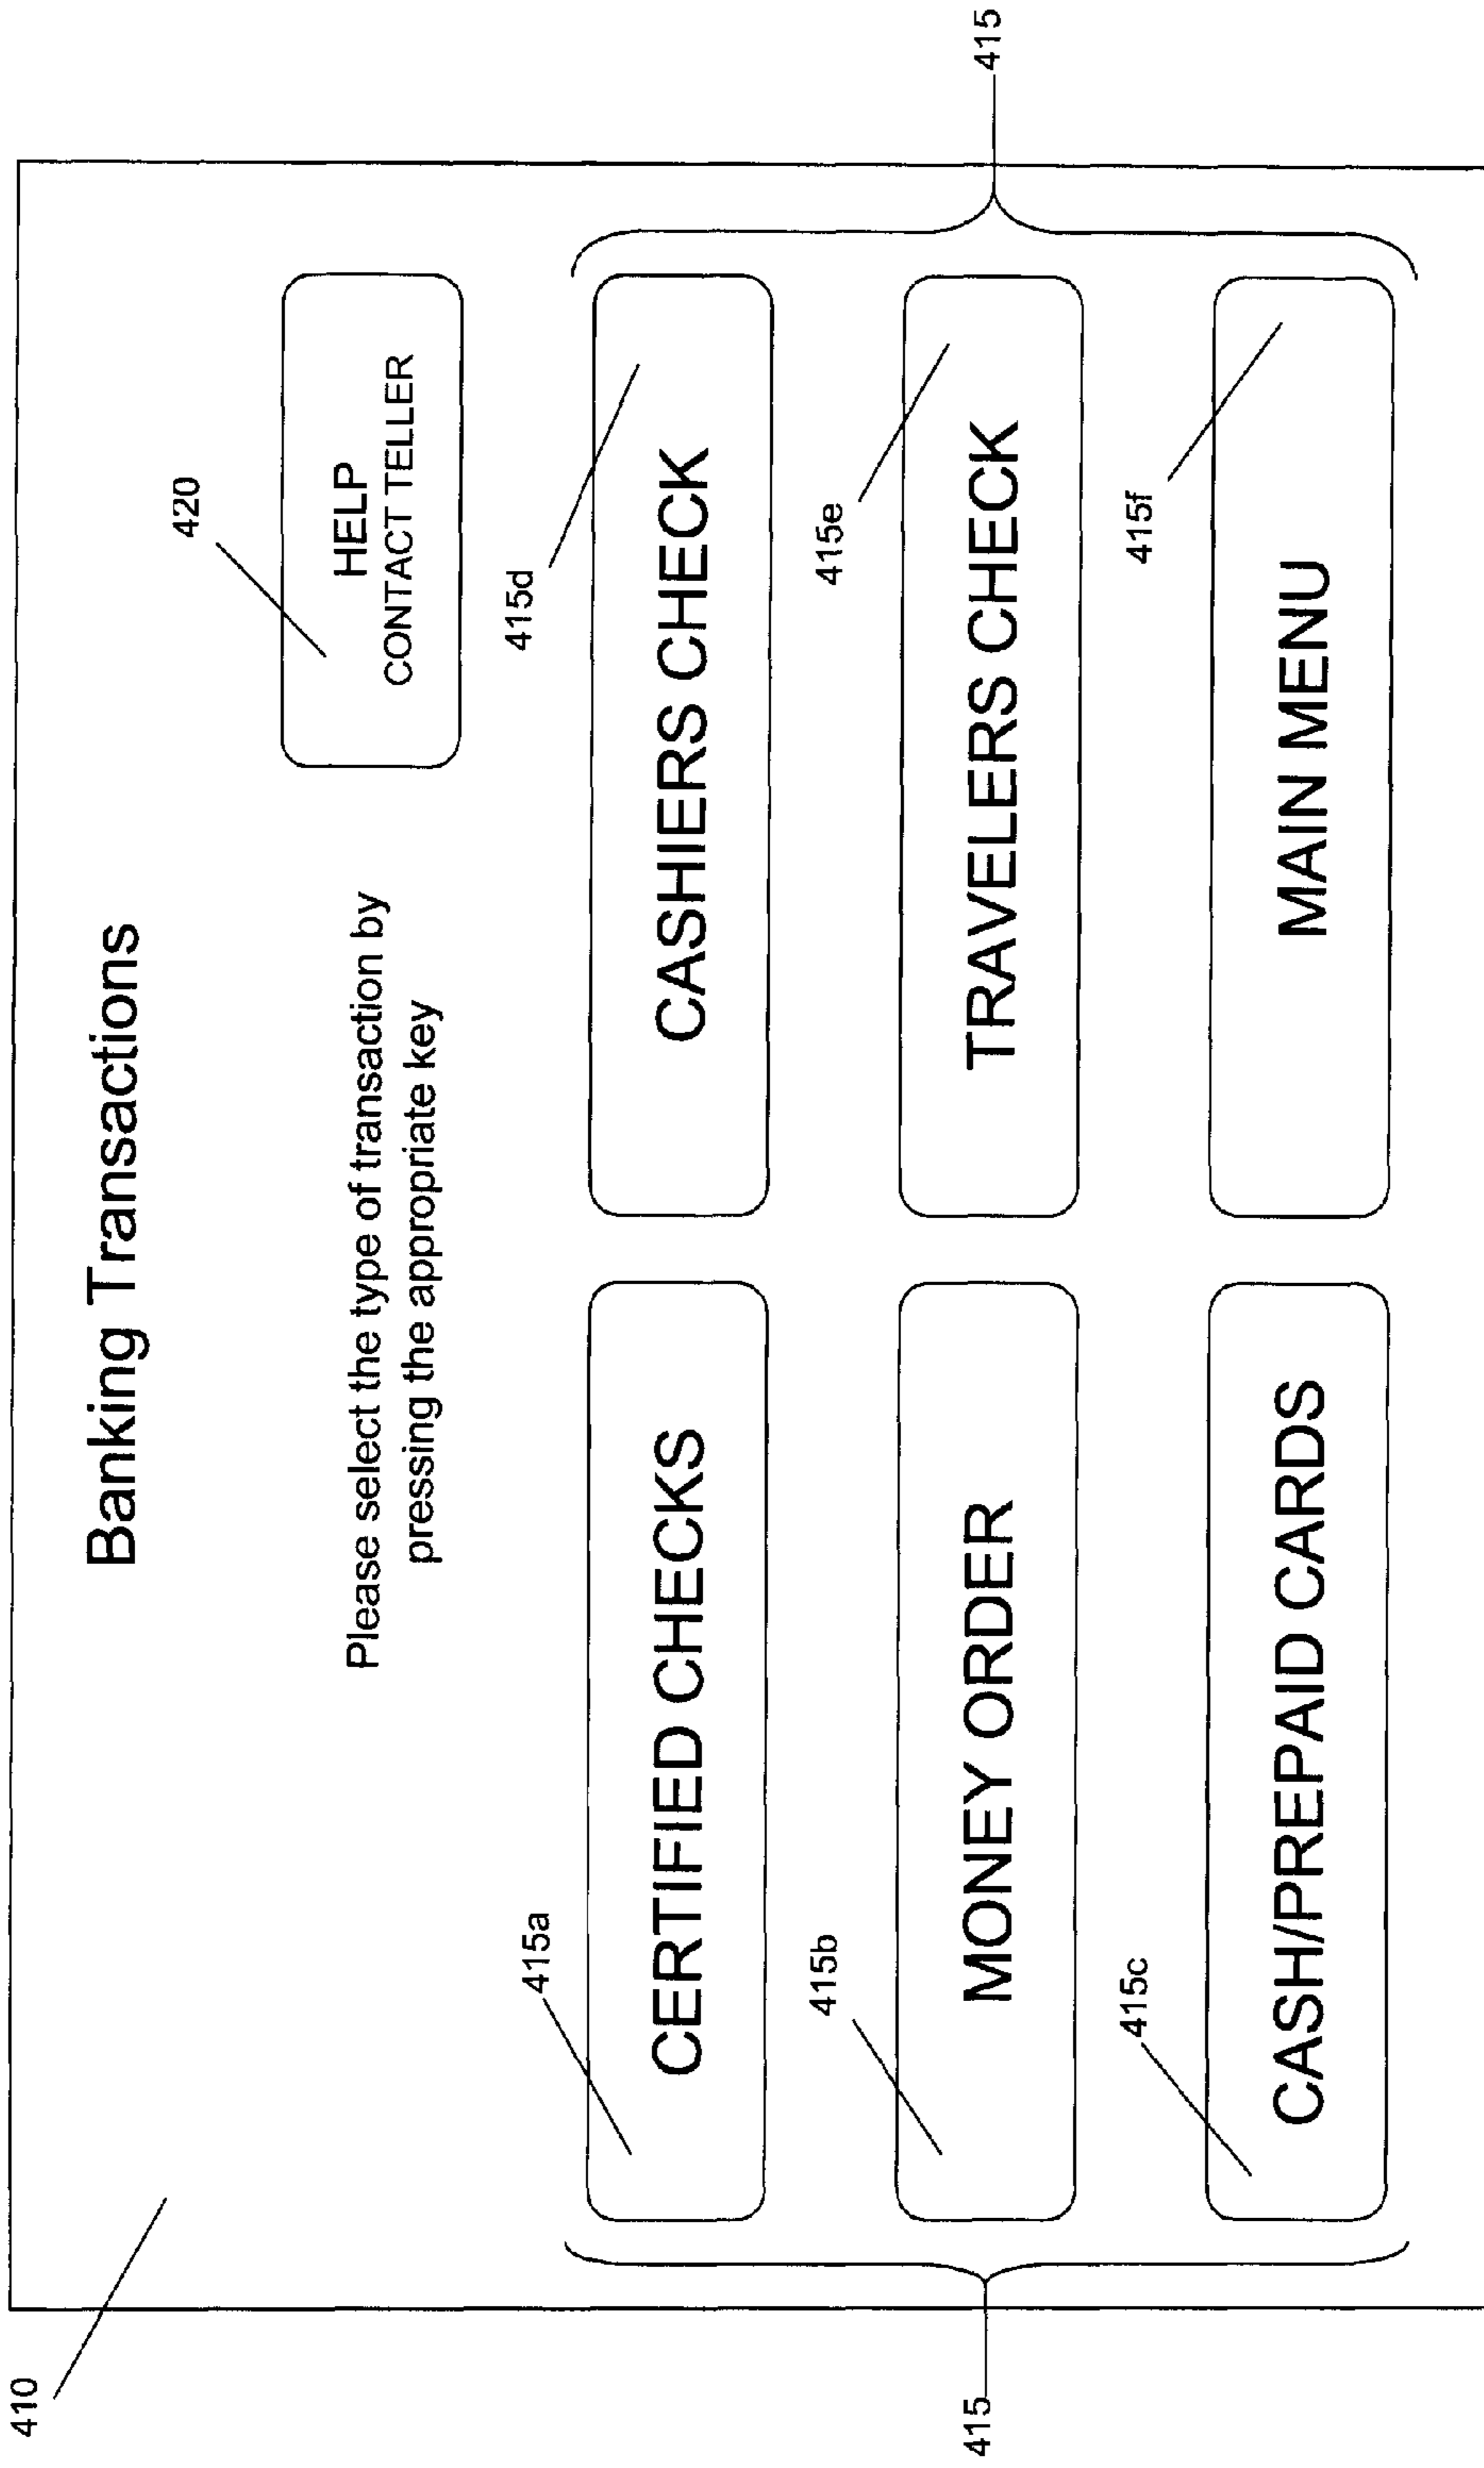 410
Banking Transactions
420
Please select the type of transaction by
pressing the appropriate key
HELP
CONTACT TELLER
415a
415d
CERTIFIED CHECKS
CASHIERS CHECK
415b
415e
415
MONEY ORDER
TRAVELERS CHECK
415
415c
415f
CASH/PREPAID CARDS
MAIN MENU